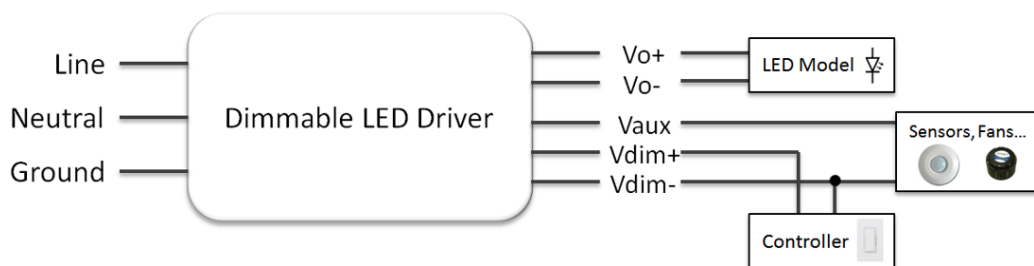 Line
Neutral
Ground
Dimmable LED Driver
Vo+
Vo-
Vaux
Vdim+
Vdim-
LED Model
Sensors, Fans...
Controller